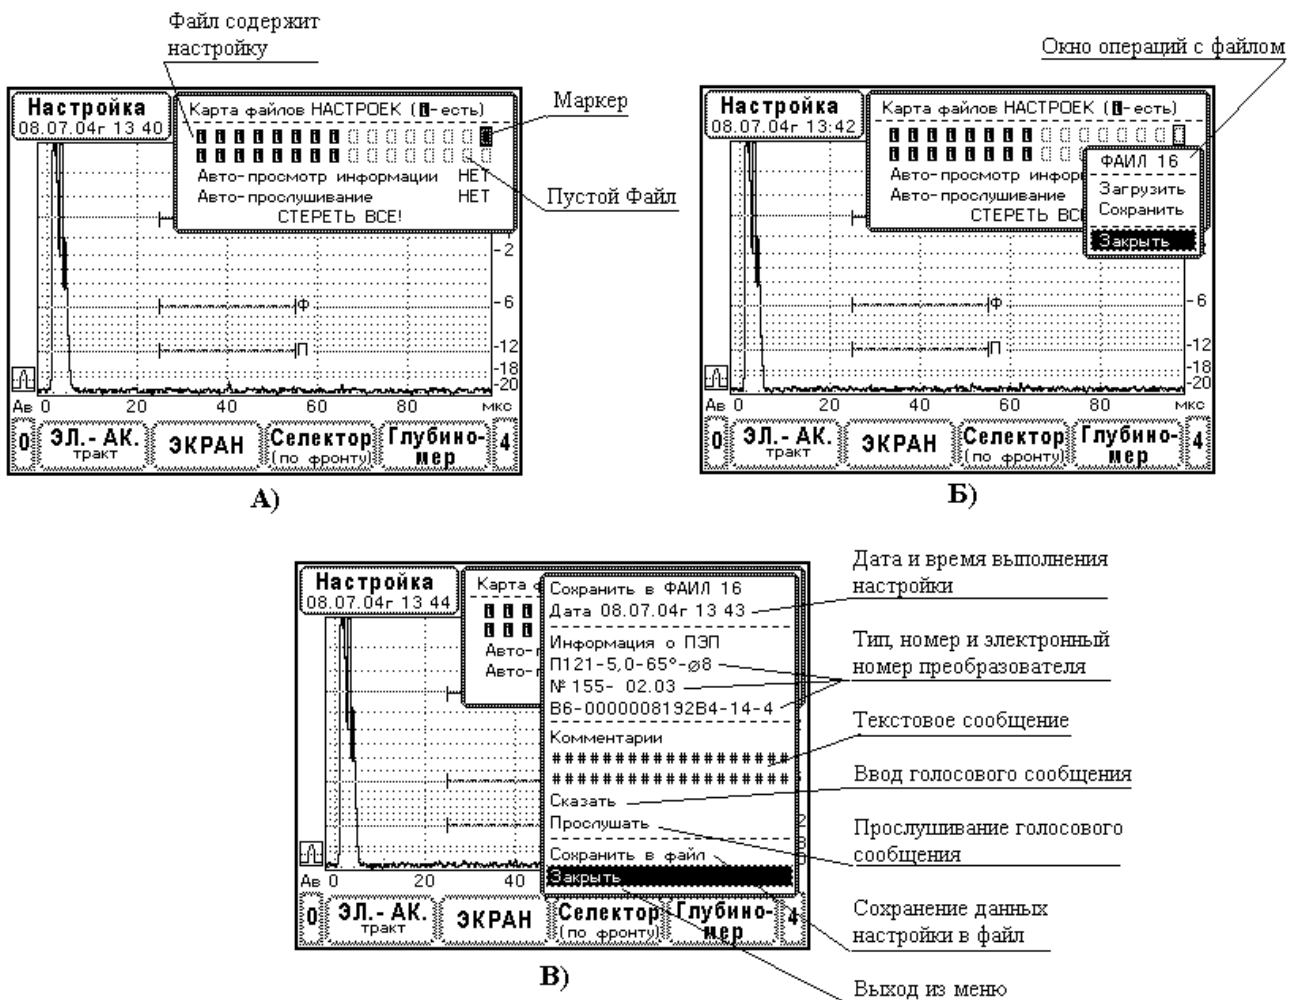 Файл содержит
настройку
Настройка
08.07.04г 13 40
Карта файлов НАСТРОЕК (1-есть)
Авто-просмотр информации НЕТ
Авто-прослушивание НЕТ
СТЕРЕТЬ ВСЕ!
Маркер
Пустой Файл
-2
Ф
-6
П
-12
-18
-20
Ав 0 20 40 60 80 мкс
0 ЭЛ.- АК. ЭКРАН Селектор Глубино- 4
тракт (по фронту) мер
А)
Окно операций с файлом
Настройка
08.07.04г 13:42
Карта файлов НАСТРОЕК (1-есть)
Авто-просмотр инфор
Авто-прослушивание
СТЕРЕТЬ ВСЕ
ФАИЛ 16
Загрузить
Сохранить
Закрыть
Ф
-6
П
-12
-18
-20
Ав 0 20 40 60 80 мкс
0 ЭЛ.- АК. ЭКРАН Селектор Глубино- 4
тракт (по фронту) мер
Б)
Настройка
08.07.04г 13 44
Карта
Авто-
Авто-
Сохранить в ФАИЛ 16
Дата 08.07.04г 13 43
Информация о ПЭП
П121-5,0-65°-⌀8
№ 155- 02.03
В6-0000008192В4-14-4
Комментарии
###################
###################
Сказать
Прослушать
Сохранить в файл
Закрыть
Ав 0 20 40
0 ЭЛ.- АК. ЭКРАН Селектор Глубино- 4
тракт (по фронту) мер
В)
Дата и время выполнения
настройки
Тип, номер и электронный
номер преобразователя
Текстовое сообщение
Ввод голосового сообщения
Прослушивание голосового
сообщения
Сохранение данных
настройки в файл
Выход из меню